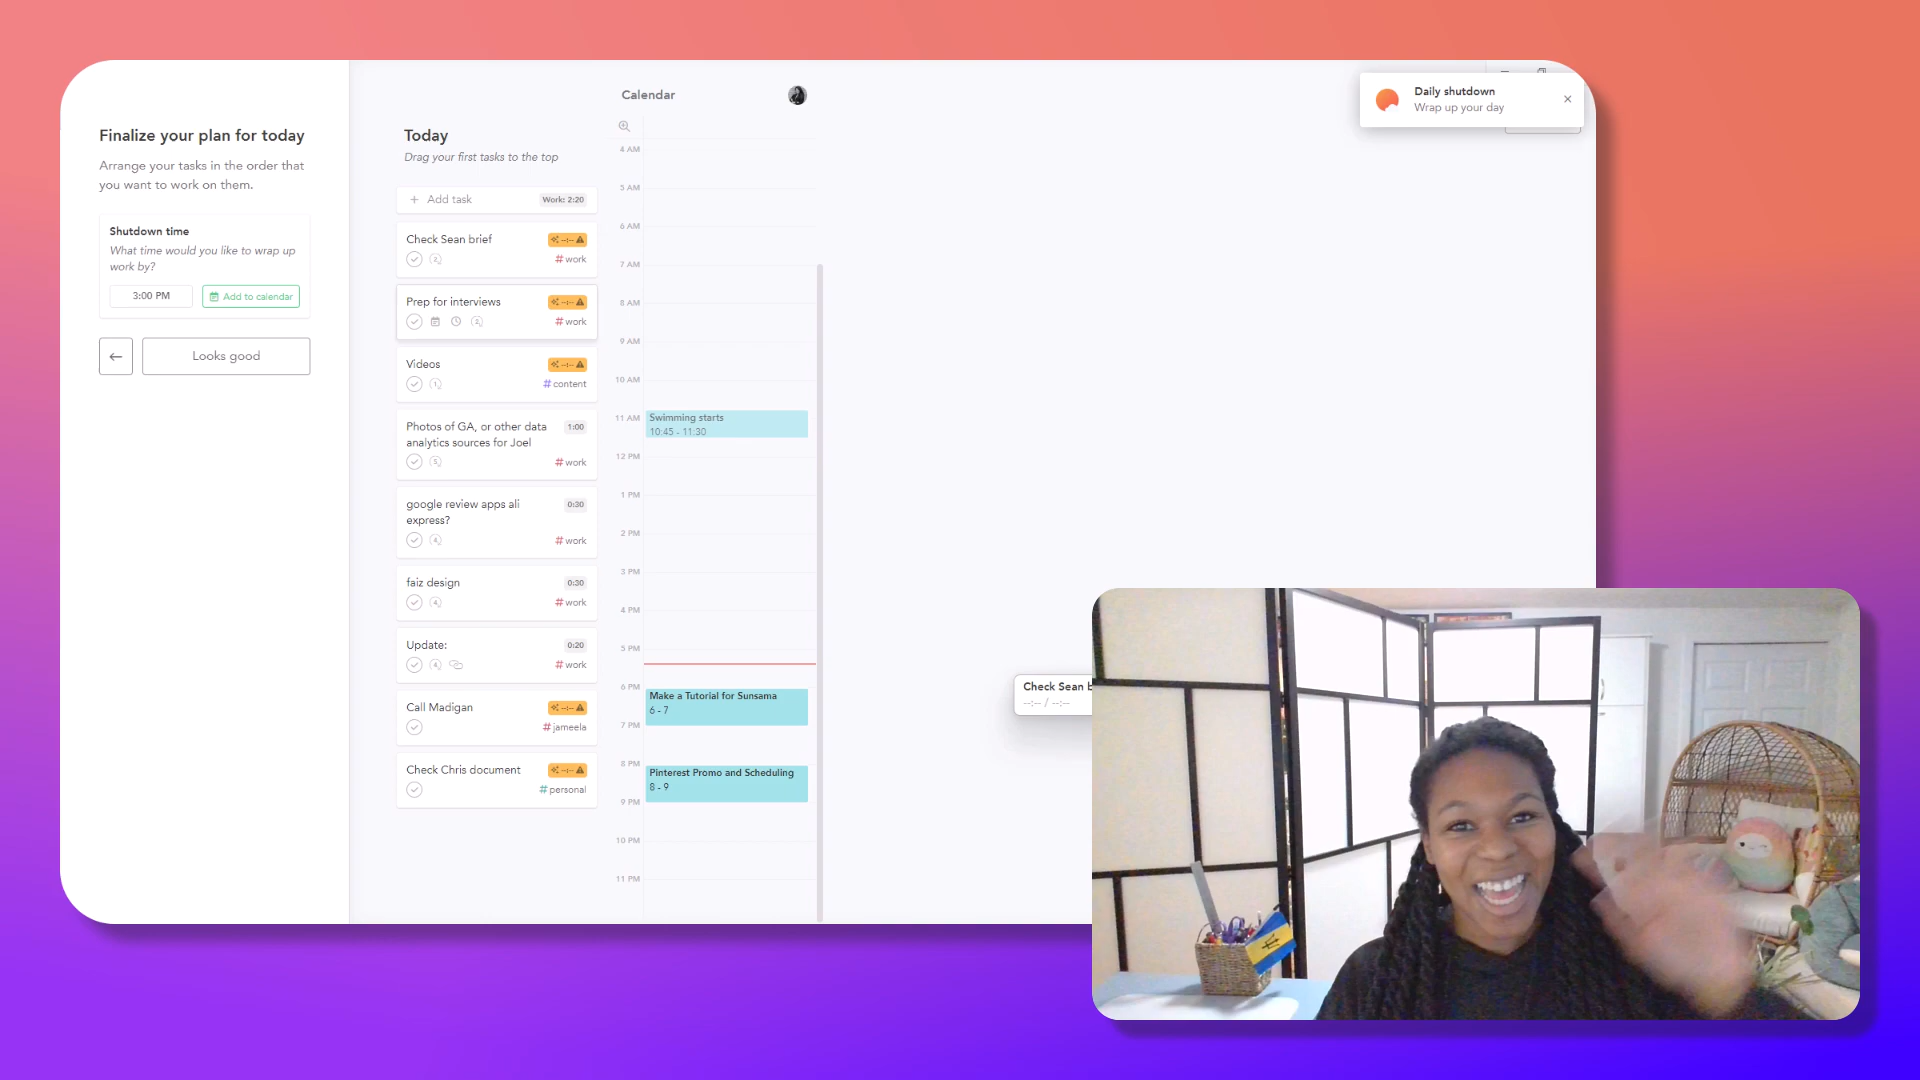 Finalize your plan for today
Arrange your tasks in the order that
you want to work on them.
Shutdown time
What time would you like to wrap up
work by?
3:00 PM
Add to calendar
Looks good
Today
Drag your first tasks to the top
+ Add task
Work: 2:20
Check Sean brief
--:--
2
# work
Prep for interviews
--:--
2
# work
Videos
--:--
1
# content
Photos of GA, or other data
analytics sources for Joel
1:00
5
# work
google review apps ali
express?
0:30
4
# work
faiz design
0:30
4
# work
Update:
0:20
4
# work
Call Madigan
--:--
# jameela
Check Chris document
--:--
# personal
Calendar
4 AM
5 AM
6 AM
7 AM
8 AM
9 AM
10 AM
11 AM
Swimming starts
10:45 - 11:30
12 PM
1 PM
2 PM
3 PM
4 PM
5 PM
6 PM
Make a Tutorial for Sunsama
6 - 7
7 PM
8 PM
Pinterest Promo and Scheduling
8 - 9
9 PM
10 PM
11 PM
Daily shutdown
Wrap up your day
Check Sean b
--:-- / --:--